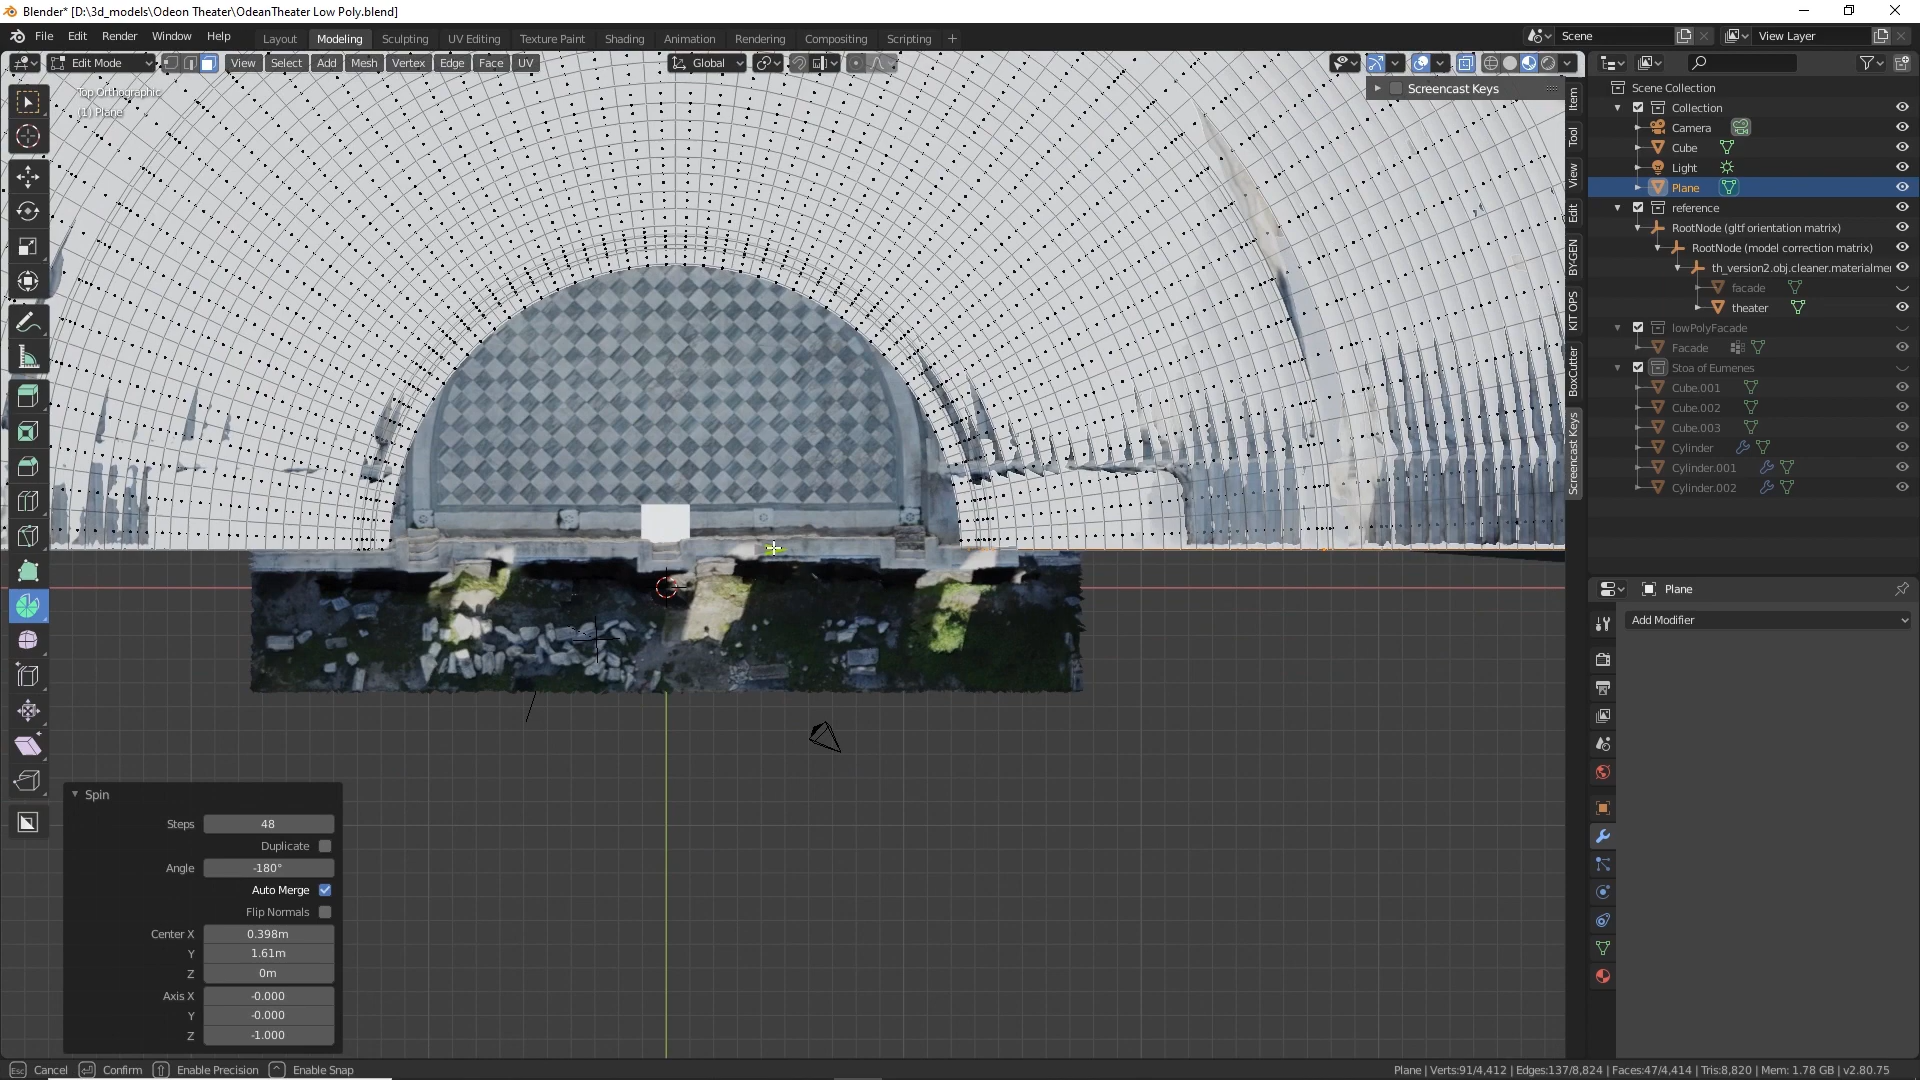 Blender* [D:\3d_models\Odeon Theater\OdeanTheater Low Poly.blend]
File Edit Render Window Help Layout Modeling Sculpting UV Editing Texture Paint Shading Animation Rendering Compositing Scripting + Scene View Layer
Edit Mode View Select Add Mesh Vertex Edge Face UV Global
Top Orthographic
(1) Plane
Screencast Keys
Item
Tool
View
Edit
BY-GEN
KIT OPS
BoxCutter
Screencast Keys
Scene Collection
Collection
Camera
Cube
Light
Plane
reference
RootNode (gltf orientation matrix)
RootNode (model correction matrix)
th_version2.obj.cleaner.materialme
facade
theater
lowPolyFacade
Facade
Stoa of Eumenes
Cube.001
Cube.002
Cube.003
Cylinder
Cylinder.001
Cylinder.002
Plane
Add Modifier
Spin
Steps 48
Duplicate
Angle -180°
Auto Merge
Flip Normals
Center X 0.398m
Y 1.61m
Z 0m
Axis X -0.000
Y -0.000
Z -1.000
Esc Cancel Confirm Enable Precision Enable Snap Plane | Verts:91/4,412 | Edges:137/8,824 | Faces:47/4,414 | Tris:8,820 | Mem: 1.78 GB | v2.80.75